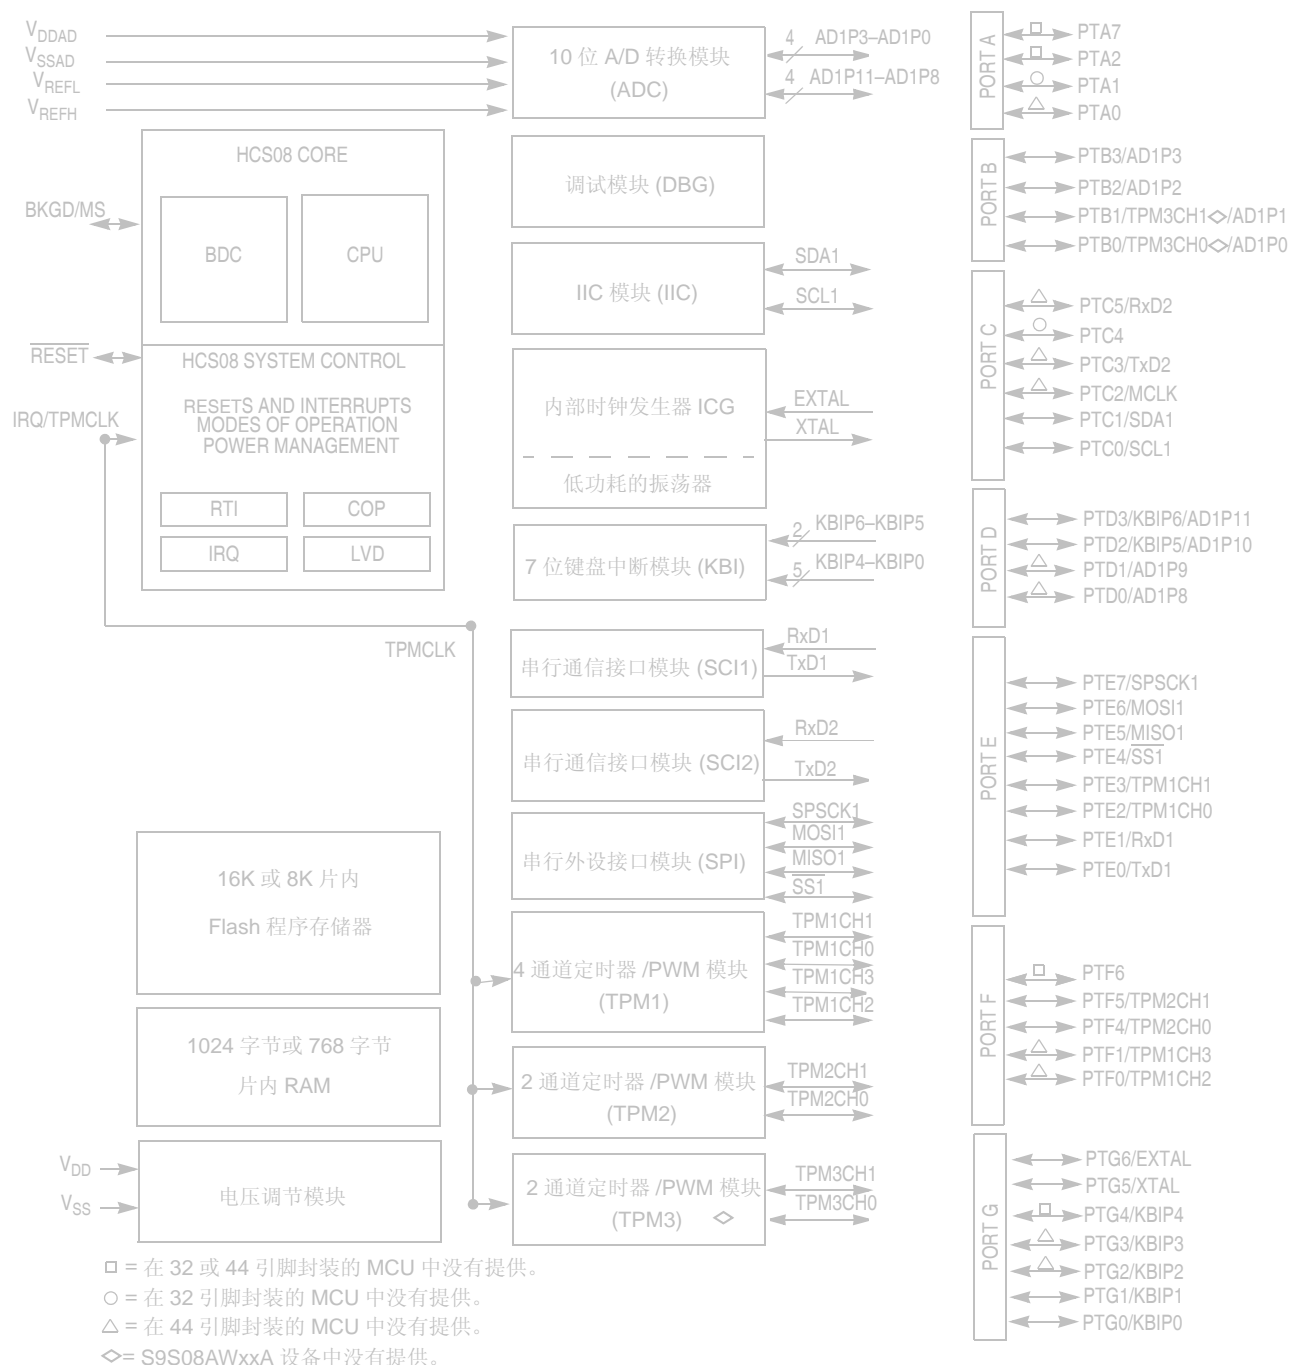 VDDAD
VSSAD
VREFL
VREFH
10 位 A/D 转换模块
(ADC)
4 AD1P3–AD1P0
4 AD1P11–AD1P8
HCS08 CORE
BDC
CPU
BKGD/MS
RESET
HCS08 SYSTEM CONTROL
RESETS AND INTERRUPTS
MODES OF OPERATION
POWER MANAGEMENT
IRQ/TPMCLK
RTI
COP
IRQ
LVD
TPMCLK
调试模块 (DBG)
IIC 模块 (IIC)
SDA1
SCL1
内部时钟发生器 ICG
低功耗的振荡器
EXTAL
XTAL
7 位键盘中断模块 (KBI)
2 KBIP6–KBIP5
5 KBIP4–KBIP0
串行通信接口模块 (SCI1)
RxD1
TxD1
串行通信接口模块 (SCI2)
RxD2
TxD2
串行外设接口模块 (SPI)
SPSCK1
MOSI1
MISO1
SS1
4 通道定时器 /PWM 模块
(TPM1)
TPM1CH1
TPM1CH0
TPM1CH3
TPM1CH2
2 通道定时器 /PWM 模块
(TPM2)
TPM2CH1
TPM2CH0
2 通道定时器 /PWM 模块
(TPM3) ◇
TPM3CH1
TPM3CH0
16K 或 8K 片内
Flash 程序存储器
1024 字节或 768 字节
片内 RAM
VDD
VSS
电压调节模块
PORT A
□ PTA7
□ PTA2
○ PTA1
△ PTA0
PORT B
PTB3/AD1P3
PTB2/AD1P2
PTB1/TPM3CH1◇/AD1P1
PTB0/TPM3CH0◇/AD1P0
PORT C
△ PTC5/RxD2
○ PTC4
△ PTC3/TxD2
△ PTC2/MCLK
PTC1/SDA1
PTC0/SCL1
PORT D
PTD3/KBIP6/AD1P11
PTD2/KBIP5/AD1P10
△ PTD1/AD1P9
△ PTD0/AD1P8
PORT E
PTE7/SPSCK1
PTE6/MOSI1
PTE5/MISO1
PTE4/SS1
PTE3/TPM1CH1
PTE2/TPM1CH0
PTE1/RxD1
PTE0/TxD1
PORT F
□ PTF6
PTF5/TPM2CH1
PTF4/TPM2CH0
△ PTF1/TPM1CH3
△ PTF0/TPM1CH2
PORT G
PTG6/EXTAL
PTG5/XTAL
□ PTG4/KBIP4
△ PTG3/KBIP3
△ PTG2/KBIP2
PTG1/KBIP1
PTG0/KBIP0
□ = 在 32 或 44 引脚封装的 MCU 中没有提供。
○ = 在 32 引脚封装的 MCU 中没有提供。
△ = 在 44 引脚封装的 MCU 中没有提供。
◇= S9S08AWxxA 设备中没有提供。